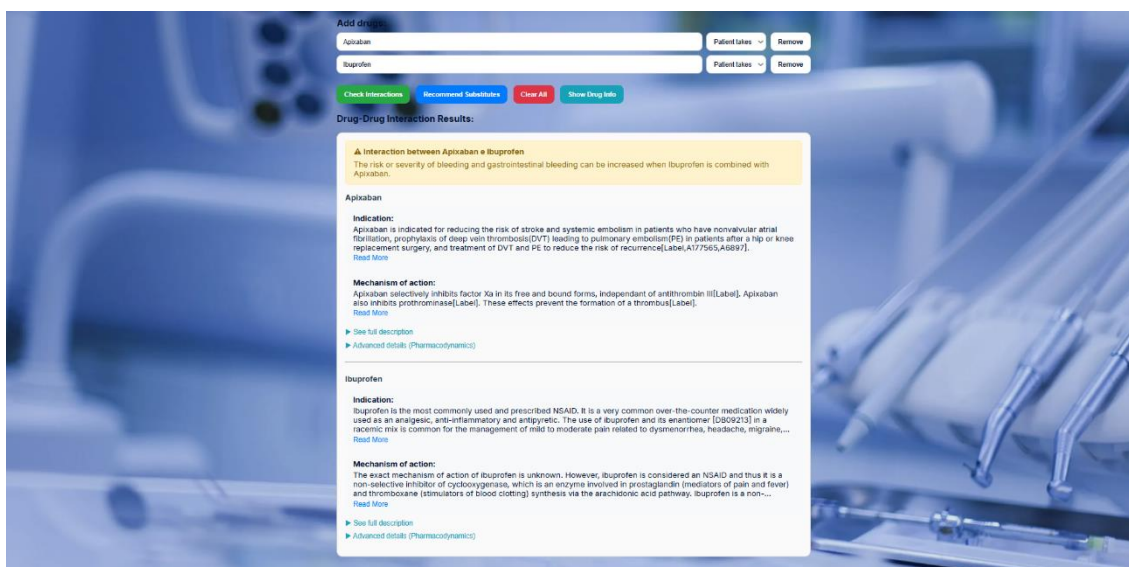 Add drugs:
Apixaban Patient takes Remove
Ibuprofen Patient takes Remove
Check Interactions Recommend Substitutes Clear All Show Drug Info
Drug-Drug Interaction Results:
⚠ Interaction between Apixaban e Ibuprofen
The risk or severity of bleeding and gastrointestinal bleeding can be increased when Ibuprofen is combined with
Apixaban.
Apixaban
Indication:
Apixaban is indicated for reducing the risk of stroke and systemic embolism in patients who have nonvalvular atrial
fibrillation, prophylaxis of deep vein thrombosis(DVT) leading to pulmonary embolism(PE) in patients after a hip or knee
replacement surgery, and treatment of DVT and PE to reduce the risk of recurrence[Label,A177565,A6897].
Read More
Mechanism of action:
Apixaban selectively inhibits factor Xa in its free and bound forms, independant of antithrombin III[Label]. Apixaban
also inhibits prothrominase[Label]. These effects prevent the formation of a thrombus[Label].
Read More
▶ See full description
▶ Advanced details (Pharmacodynamics)
Ibuprofen
Indication:
Ibuprofen is the most commonly used and prescribed NSAID. It is a very common over-the-counter medication widely
used as an analgesic, anti-inflammatory and antipyretic. The use of ibuprofen and its enantiomer [DB09213] in a
racemic mix is common for the management of mild to moderate pain related to dysmenorrhea, headache, migraine,...
Read More
Mechanism of action:
The exact mechanism of action of ibuprofen is unknown. However, ibuprofen is considered an NSAID and thus it is a
non-selective inhibitor of cyclooxygenase, which is an enzyme involved in prostaglandin (mediators of pain and fever)
and thromboxane (stimulators of blood clotting) synthesis via the arachidonic acid pathway. Ibuprofen is a non-...
Read More
▶ See full description
▶ Advanced details (Pharmacodynamics)